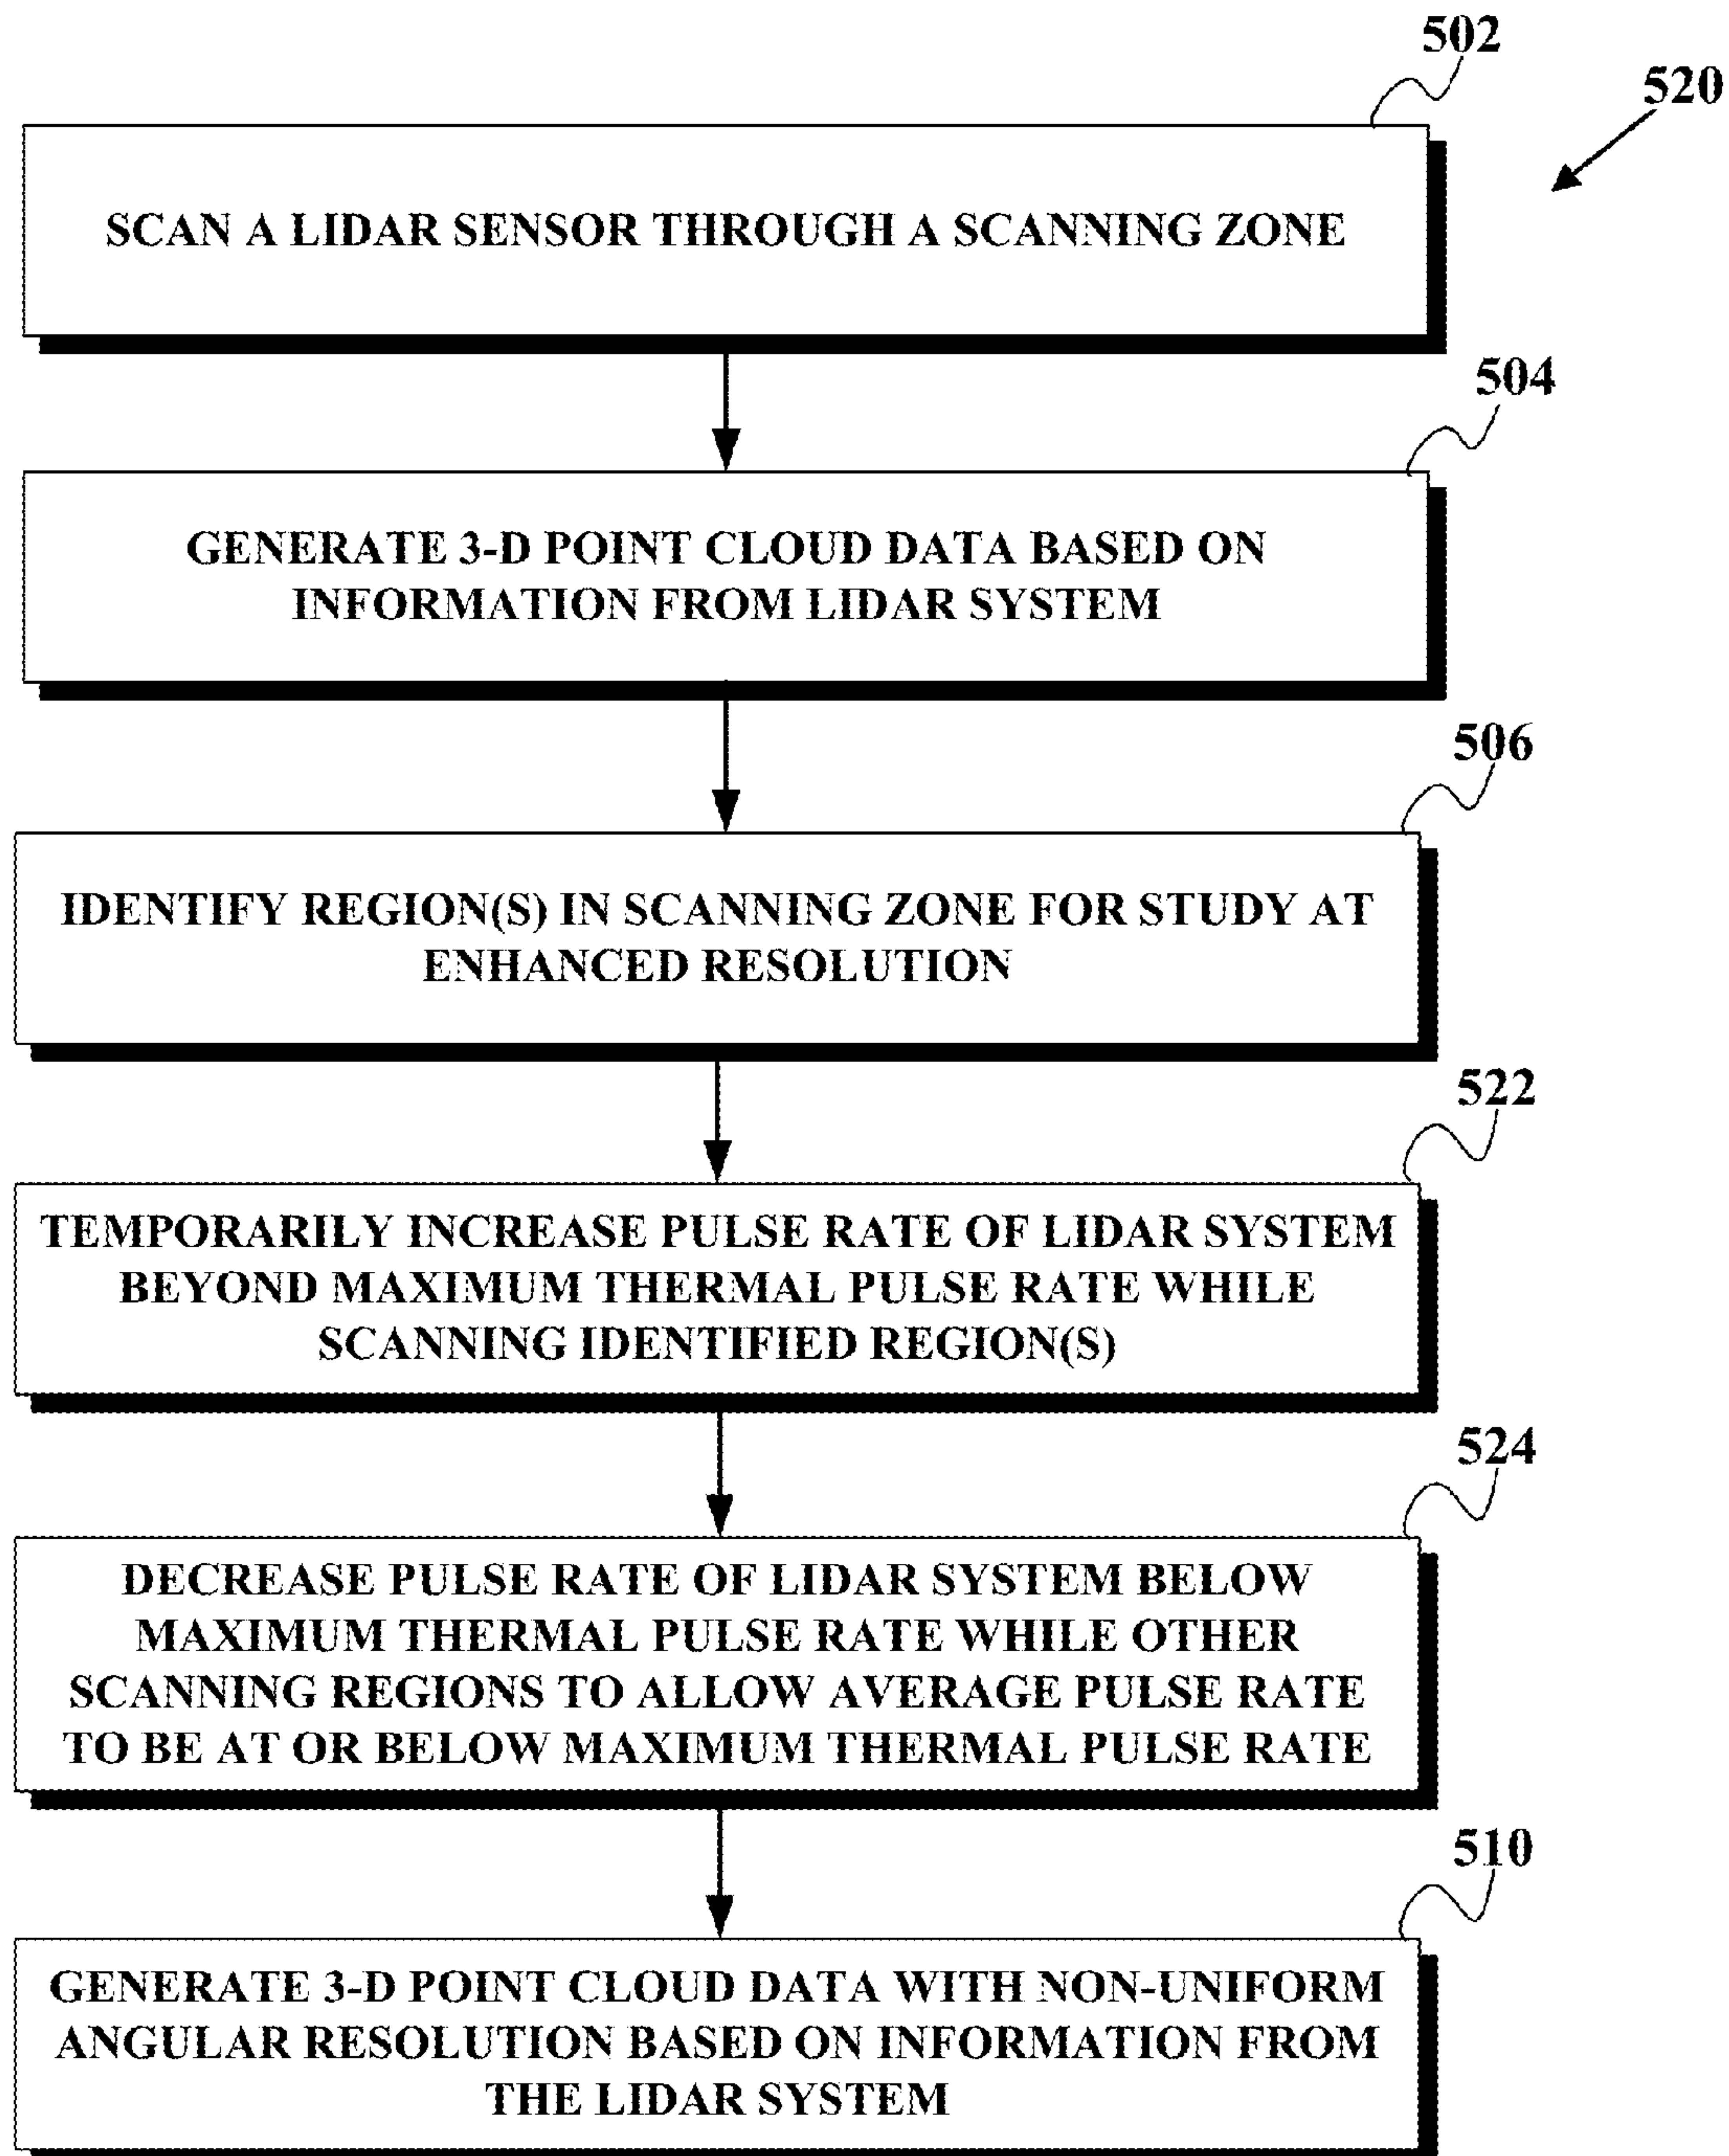 502
520
SCAN A LIDAR SENSOR THROUGH A SCANNING ZONE
504
GENERATE 3-D POINT CLOUD DATA BASED ON
INFORMATION FROM LIDAR SYSTEM
506
IDENTIFY REGION(S) IN SCANNING ZONE FOR STUDY AT
ENHANCED RESOLUTION
522
TEMPORARILY INCREASE PULSE RATE OF LIDAR SYSTEM
BEYOND MAXIMUM THERMAL PULSE RATE WHILE
SCANNING IDENTIFIED REGION(S)
524
DECREASE PULSE RATE OF LIDAR SYSTEM BELOW
MAXIMUM THERMAL PULSE RATE WHILE OTHER
SCANNING REGIONS TO ALLOW AVERAGE PULSE RATE
TO BE AT OR BELOW MAXIMUM THERMAL PULSE RATE
510
GENERATE 3-D POINT CLOUD DATA WITH NON-UNIFORM
ANGULAR RESOLUTION BASED ON INFORMATION FROM
THE LIDAR SYSTEM